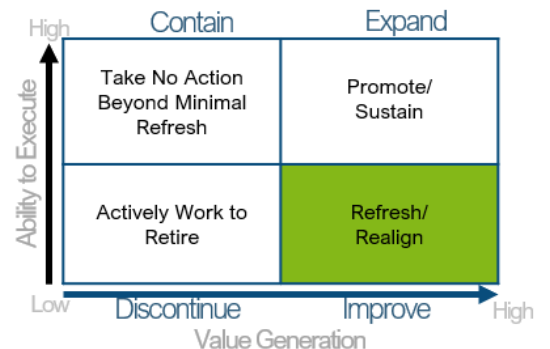 High
Contain
Expand
Take No Action
Beyond Minimal
Refresh
Promote/
Sustain
Ability to Execute
Actively Work to
Retire
Refresh/
Realign
Low
Discontinue
Improve
High
Value Generation